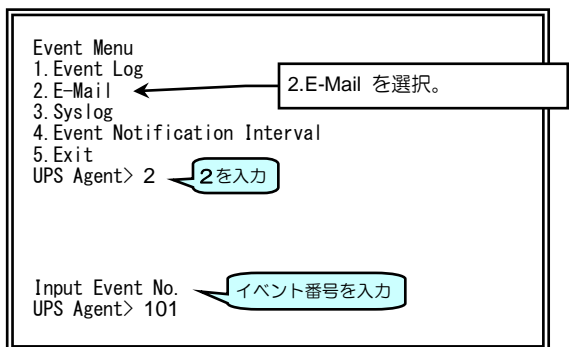 Event Menu
1.Event Log
2.E-Mail
2.E-Mail を選択。
3.Syslog
4.Event Notification Interval
5.Exit
UPS Agent> 2
2を入力
Input Event No.
イベント番号を入力
UPS Agent> 101